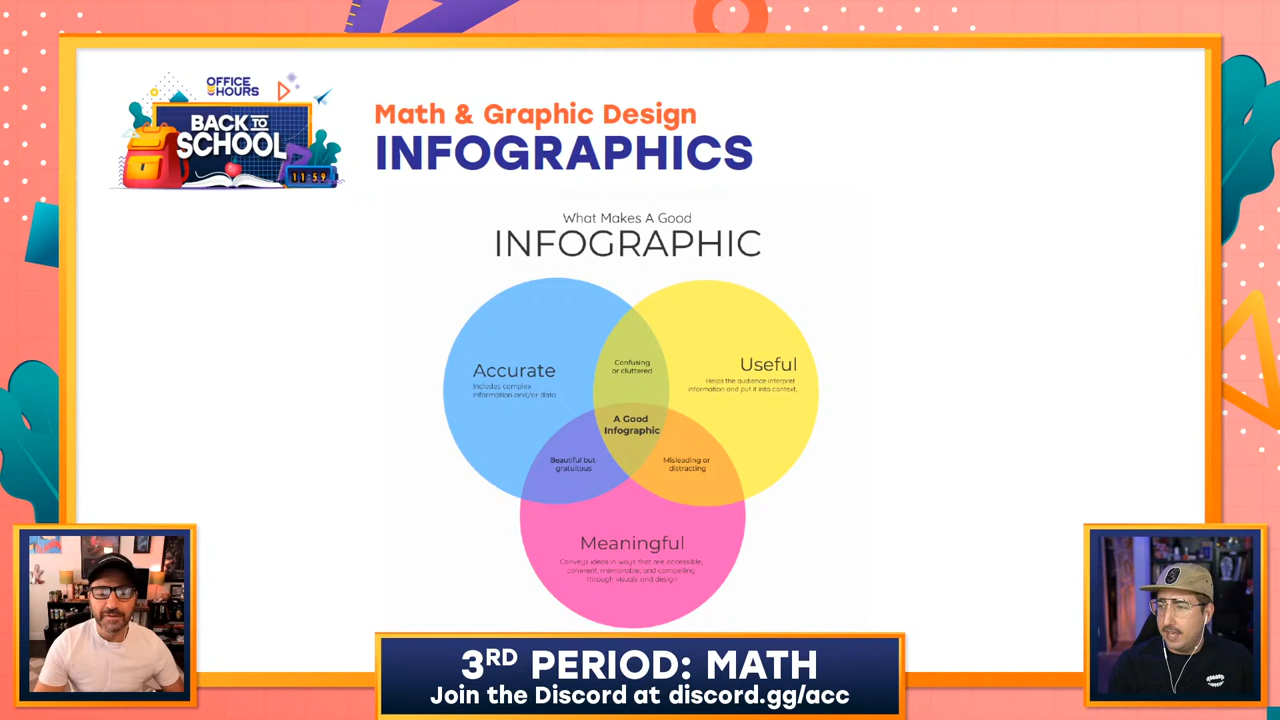 OFFICE
HOURS
BACK TO
SCHOOL
11:59
Math & Graphic Design
INFOGRAPHICS
What Makes A Good
INFOGRAPHIC
Accurate
Includes complex
information and/or data
Confusing
or cluttered
Useful
Helps the audience interpret
information and put it into context,
A Good
Infographic
Beautiful but
gratuitous
Misleading or
distracting
Meaningful
Conveys ideas in ways that are accessible,
coherent, memorable, and compelling
through visuals and design
3RD PERIOD: MATH
Join the Discord at discord.gg/acc